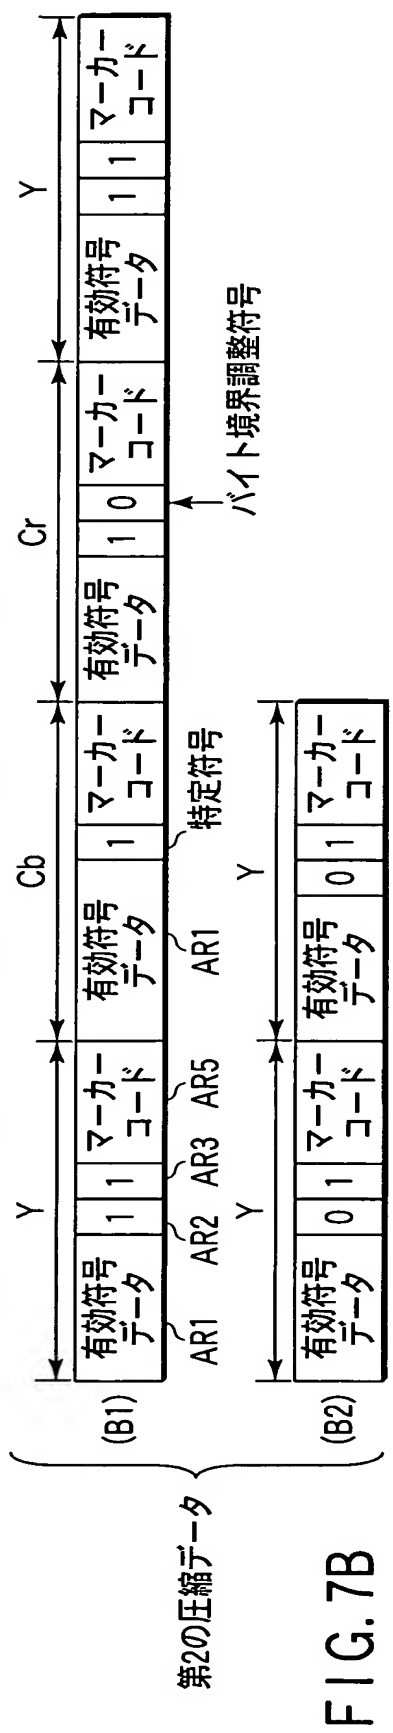 第2の圧縮データ
(B1)
Y
Cb
Cr
Y
有効符号
データ
1
1
マーカー
コード
有効符号
データ
1
マーカー
コード
有効符号
データ
1
0
マーカー
コード
有効符号
データ
1
1
マーカー
コード
AR1
AR2
AR3
AR5
AR1
特定符号
バイト境界調整符号
(B2)
Y
Y
有効符号
データ
0
1
マーカー
コード
有効符号
データ
0
1
マーカー
コード
FIG. 7B